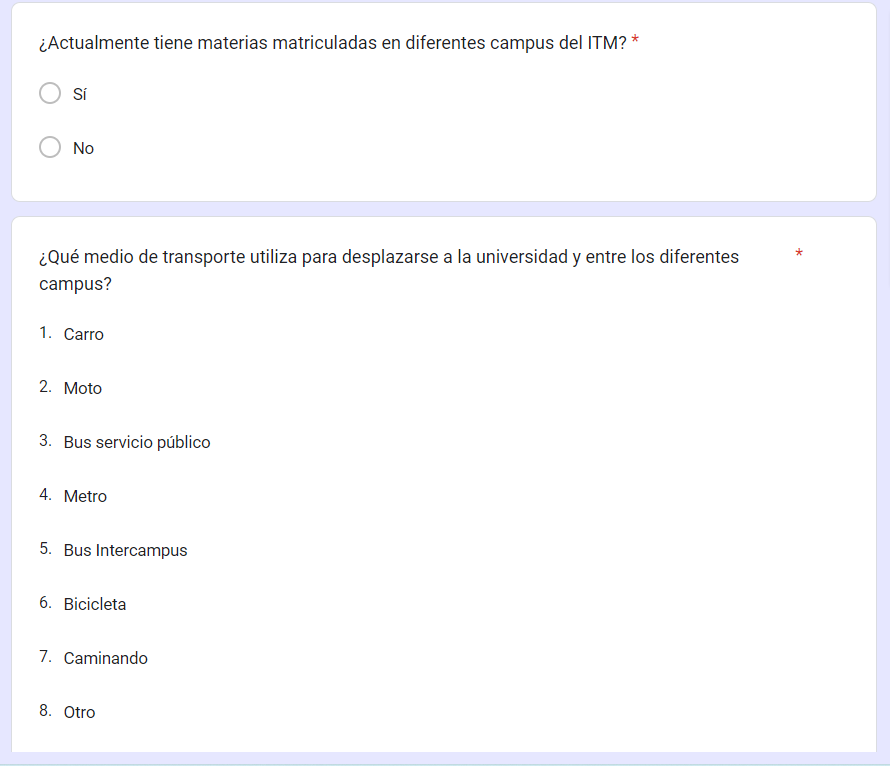 ¿Actualmente tiene materias matriculadas en diferentes campus del ITM? *
Sí
No
¿Qué medio de transporte utiliza para desplazarse a la universidad y entre los diferentes *
campus?
1. Carro
2. Moto
3. Bus servicio público
4. Metro
5. Bus Intercampus
6. Bicicleta
7. Caminando
8. Otro